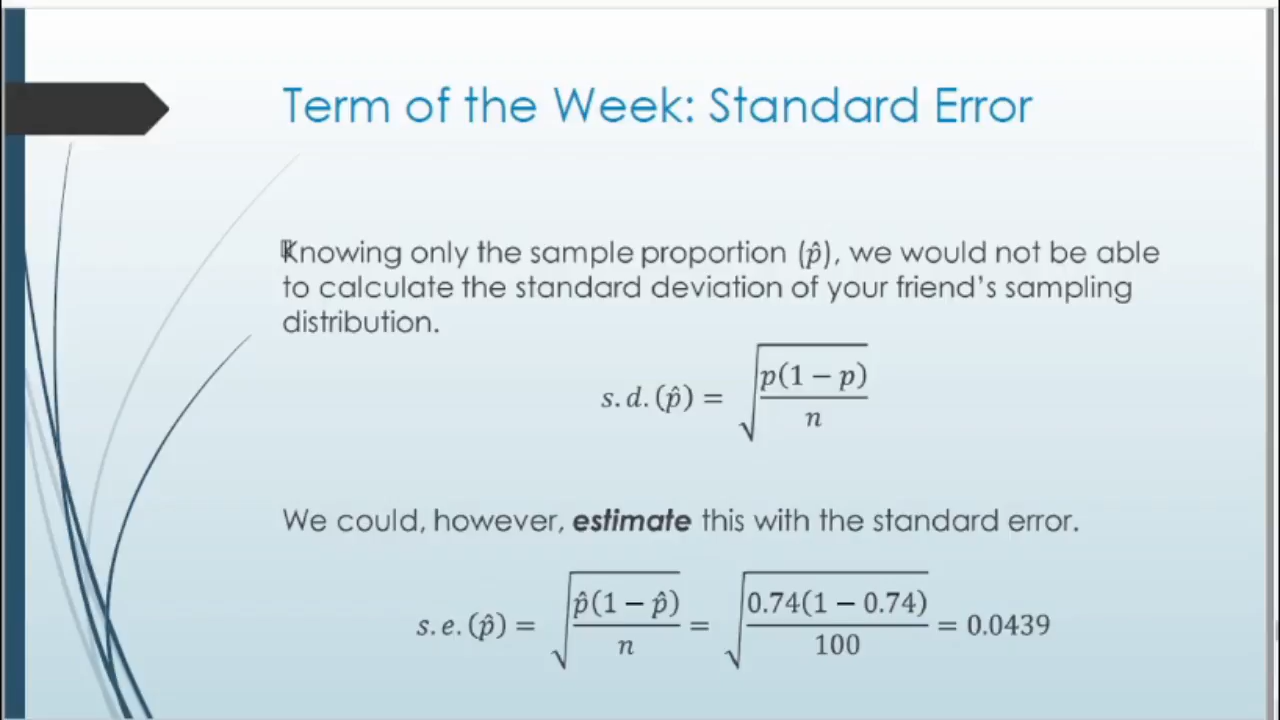 Term of the Week: Standard Error
Knowing only the sample proportion (p̂), we would not be able
to calculate the standard deviation of your friend’s sampling
distribution.
s.d.(p̂) = √(p(1 − p)/n)
We could, however, estimate this with the standard error.
s.e.(p̂) = √(p̂(1 − p̂)/n) = √(0.74(1 − 0.74)/100) = 0.0439